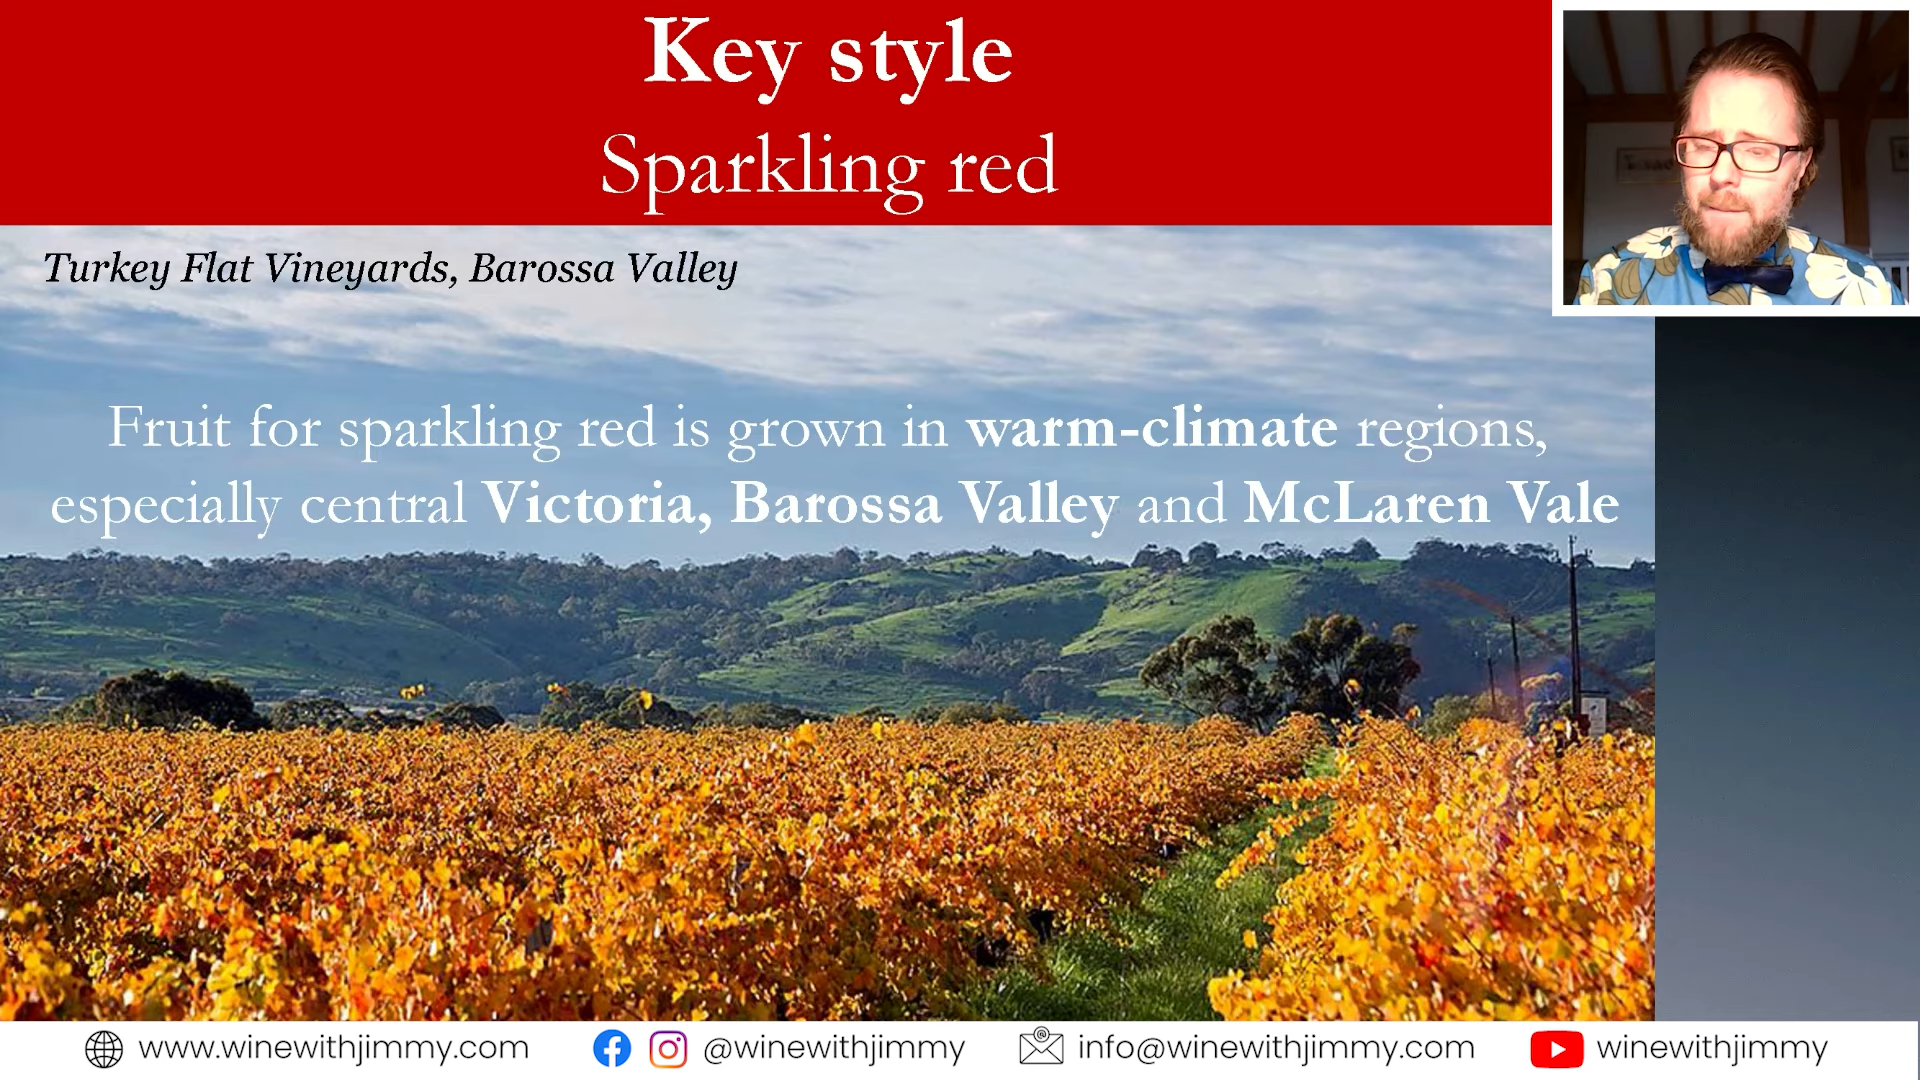 Key style
Sparkling red
Turkey Flat Vineyards, Barossa Valley
Fruit for sparkling red is grown in warm-climate regions,
especially central Victoria, Barossa Valley and McLaren Vale
www.winewithjimmy.com @winewithjimmy info@winewithjimmy.com winewithjimmy